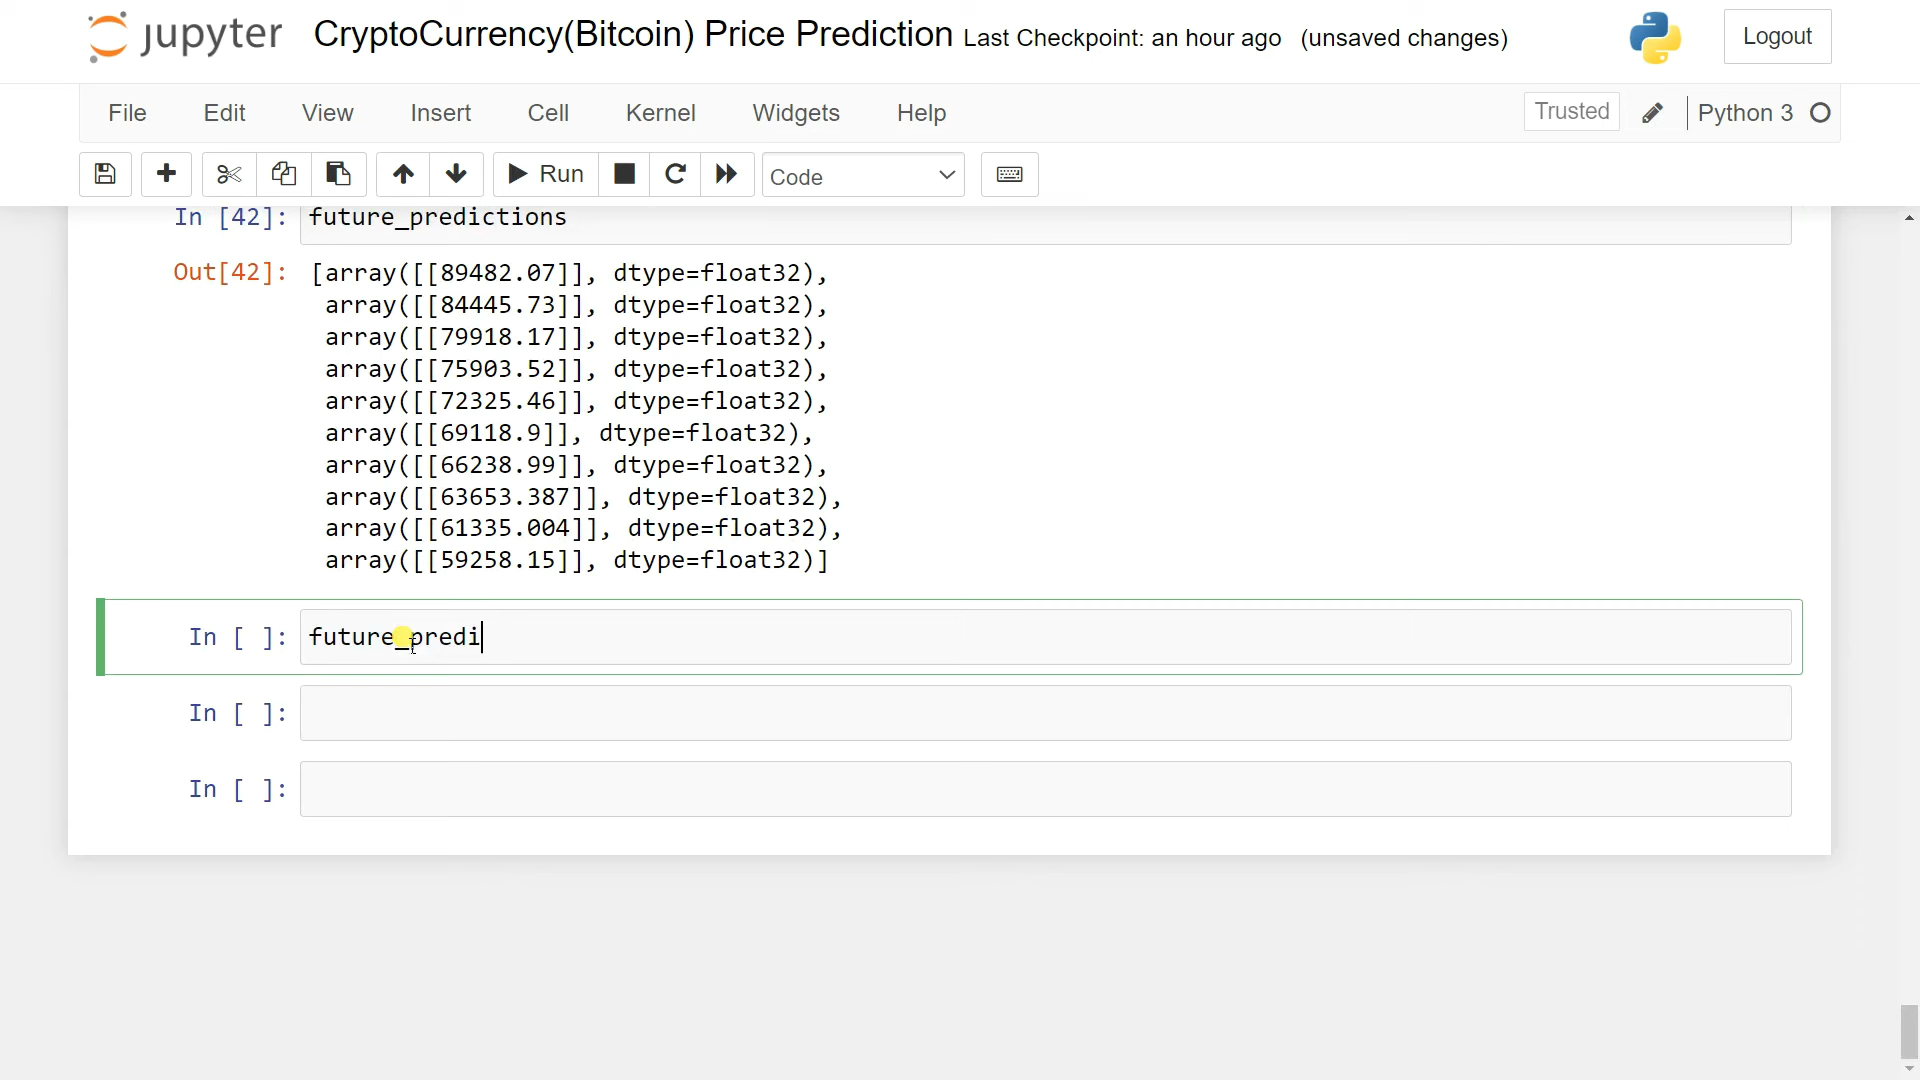 jupyter CryptoCurrency(Bitcoin) Price Prediction Last Checkpoint: an hour ago (unsaved changes) Logout
File Edit View Insert Cell Kernel Widgets Help Trusted Python 3
Run Code
In [42]: future_predictions
Out[42]: [array([[89482.07]], dtype=float32),
array([[84445.73]], dtype=float32),
array([[79918.17]], dtype=float32),
array([[75903.52]], dtype=float32),
array([[72325.46]], dtype=float32),
array([[69118.9]], dtype=float32),
array([[66238.99]], dtype=float32),
array([[63653.387]], dtype=float32),
array([[61335.004]], dtype=float32),
array([[59258.15]], dtype=float32)]
In [ ]: future_predi
In [ ]:
In [ ]: